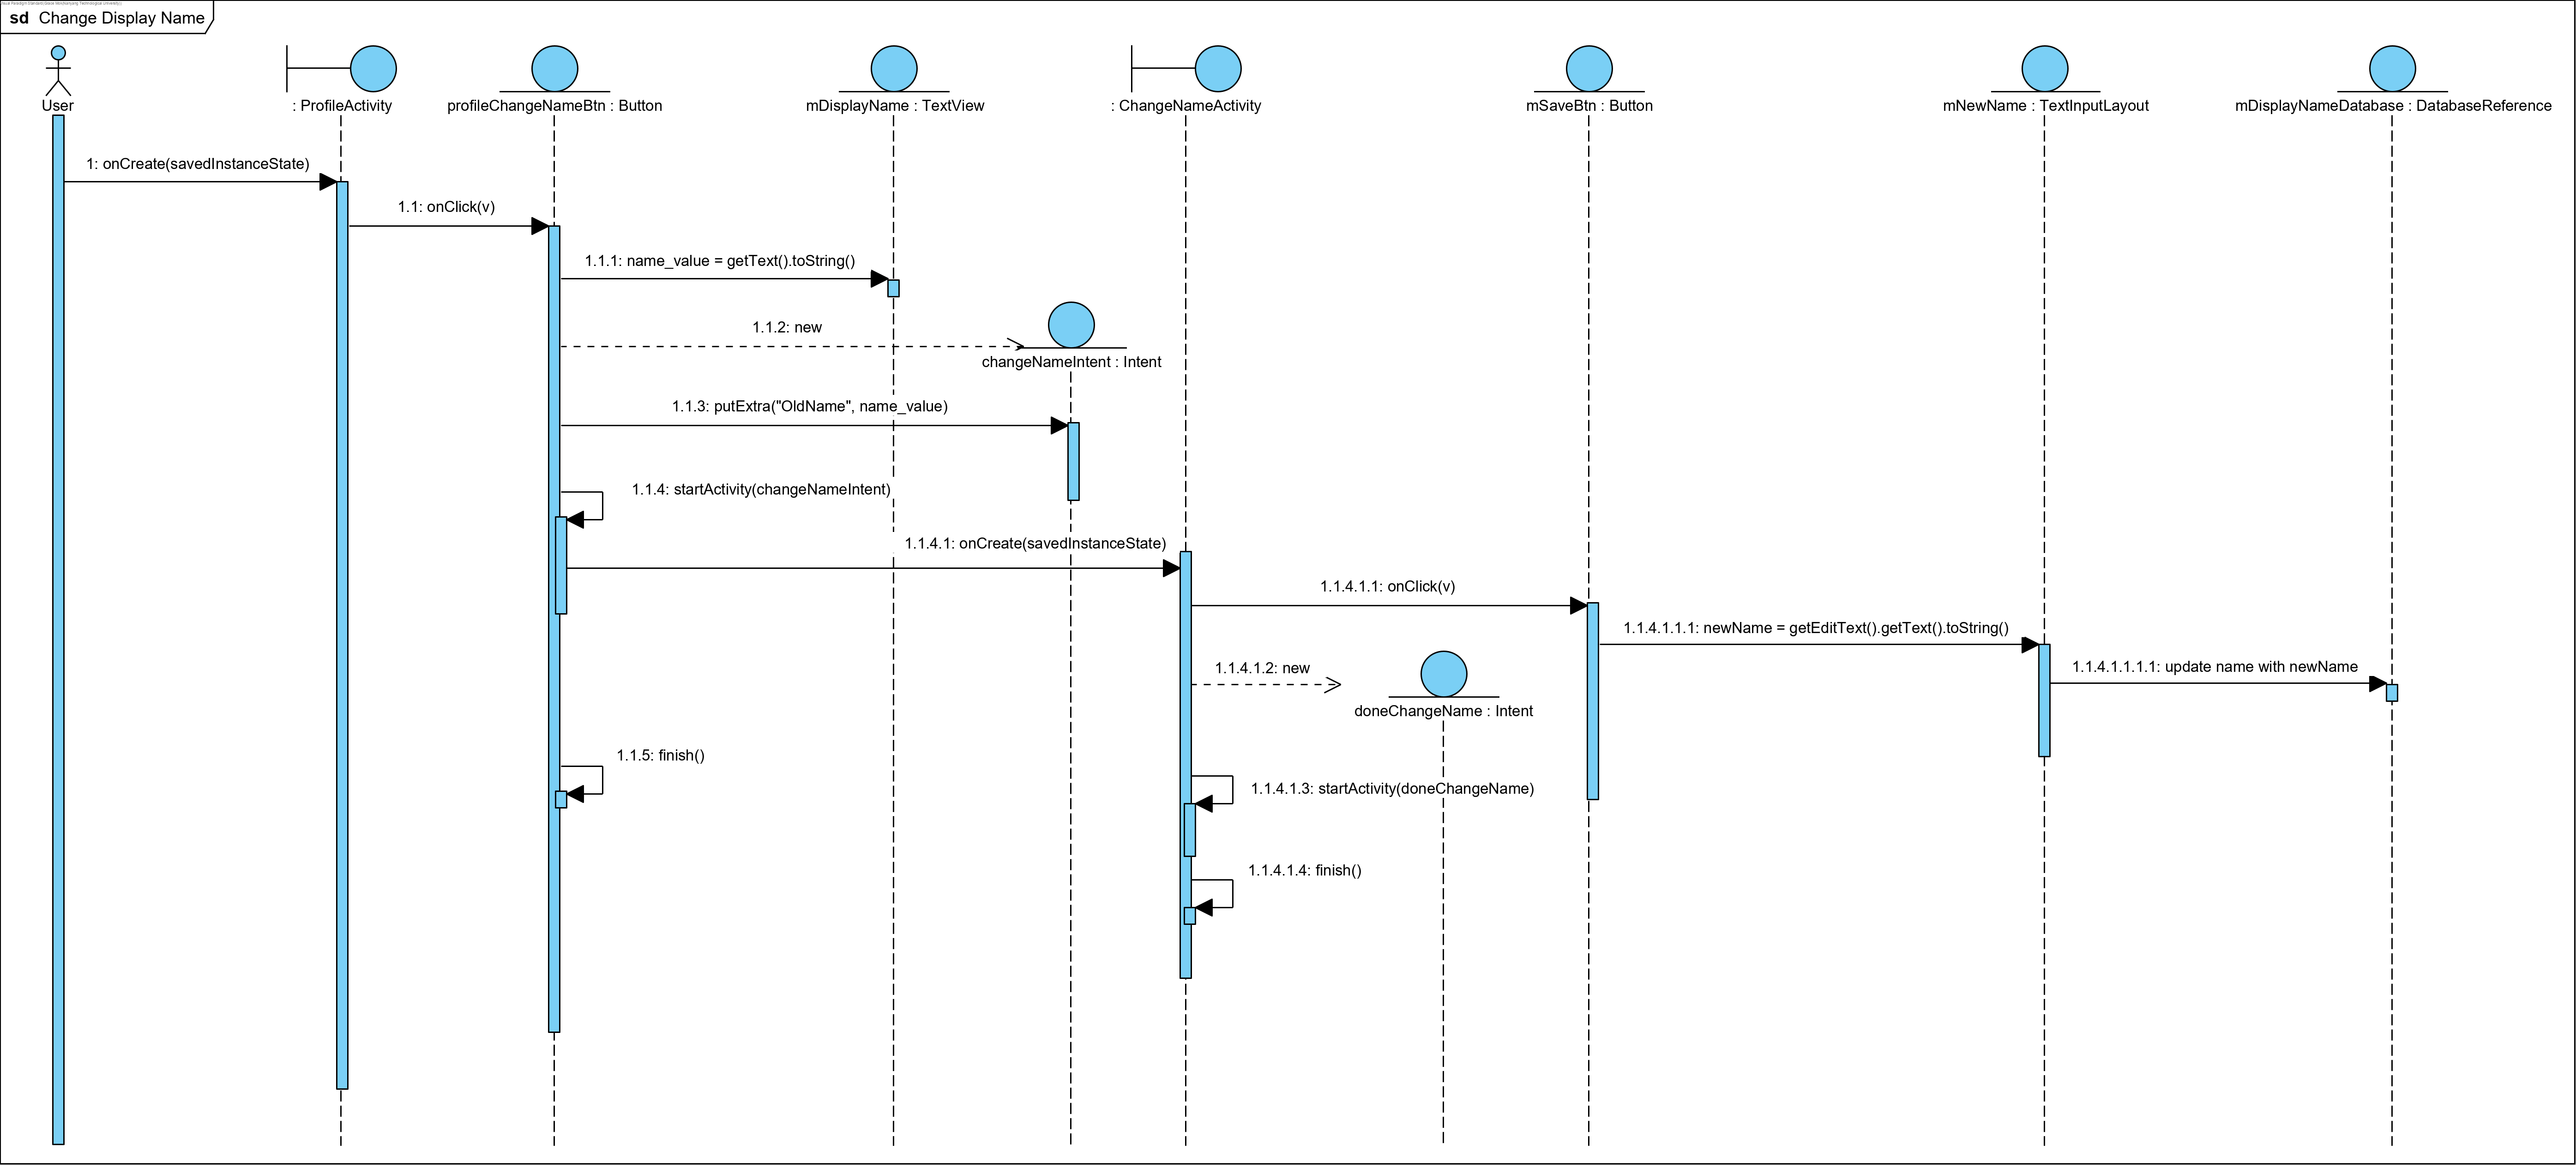 sd Change Display Name
User
: ProfileActivity
profileChangeNameBtn : Button
mDisplayName : TextView
: ChangeNameActivity
mSaveBtn : Button
mNewName : TextInputLayout
mDisplayNameDatabase : DatabaseReference
1: onCreate(savedInstanceState)
1.1: onClick(v)
1.1.1: name_value = getText().toString()
1.1.2: new
changeNameIntent : Intent
1.1.3: putExtra("OldName", name_value)
1.1.4: startActivity(changeNameIntent)
1.1.4.1: onCreate(savedInstanceState)
1.1.4.1.1: onClick(v)
1.1.4.1.1.1: newName = getEditText().getText().toString()
1.1.4.1.2: new
1.1.4.1.1.1.1: update name with newName
doneChangeName : Intent
1.1.5: finish()
1.1.4.1.3: startActivity(doneChangeName)
1.1.4.1.4: finish()